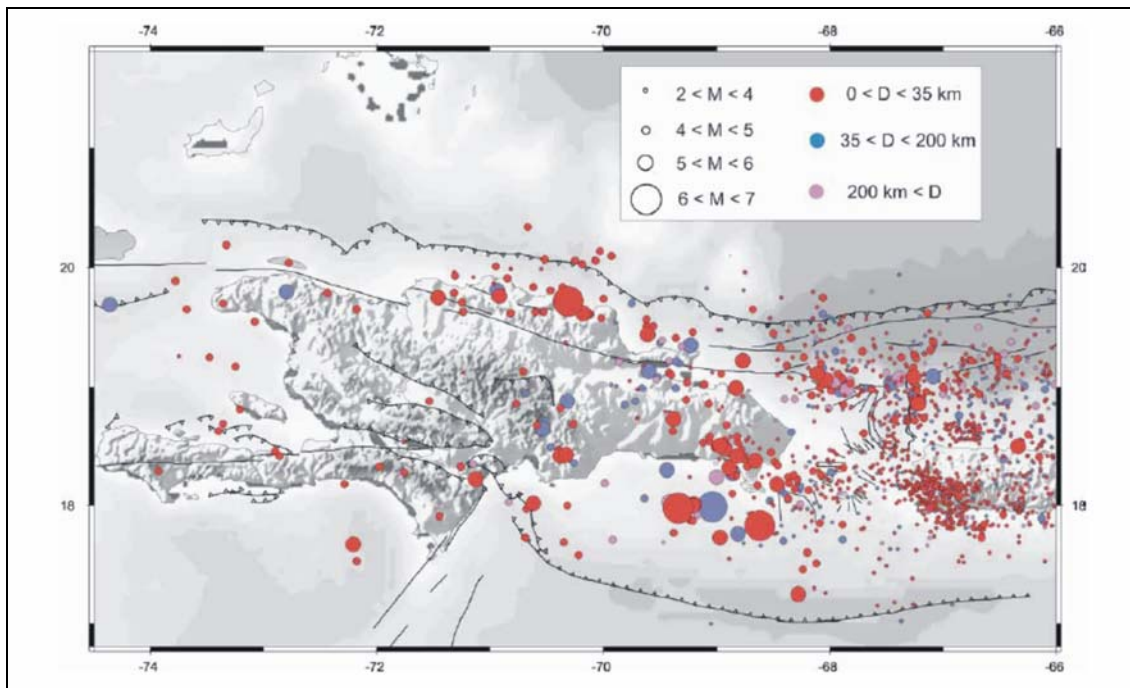 -74 -72 -70 -68 -66
2 < M < 4
4 < M < 5
5 < M < 6
6 < M < 7
0 < D < 35 km
35 < D < 200 km
200 km < D
20 20
18 18
-74 -72 -70 -68 -66